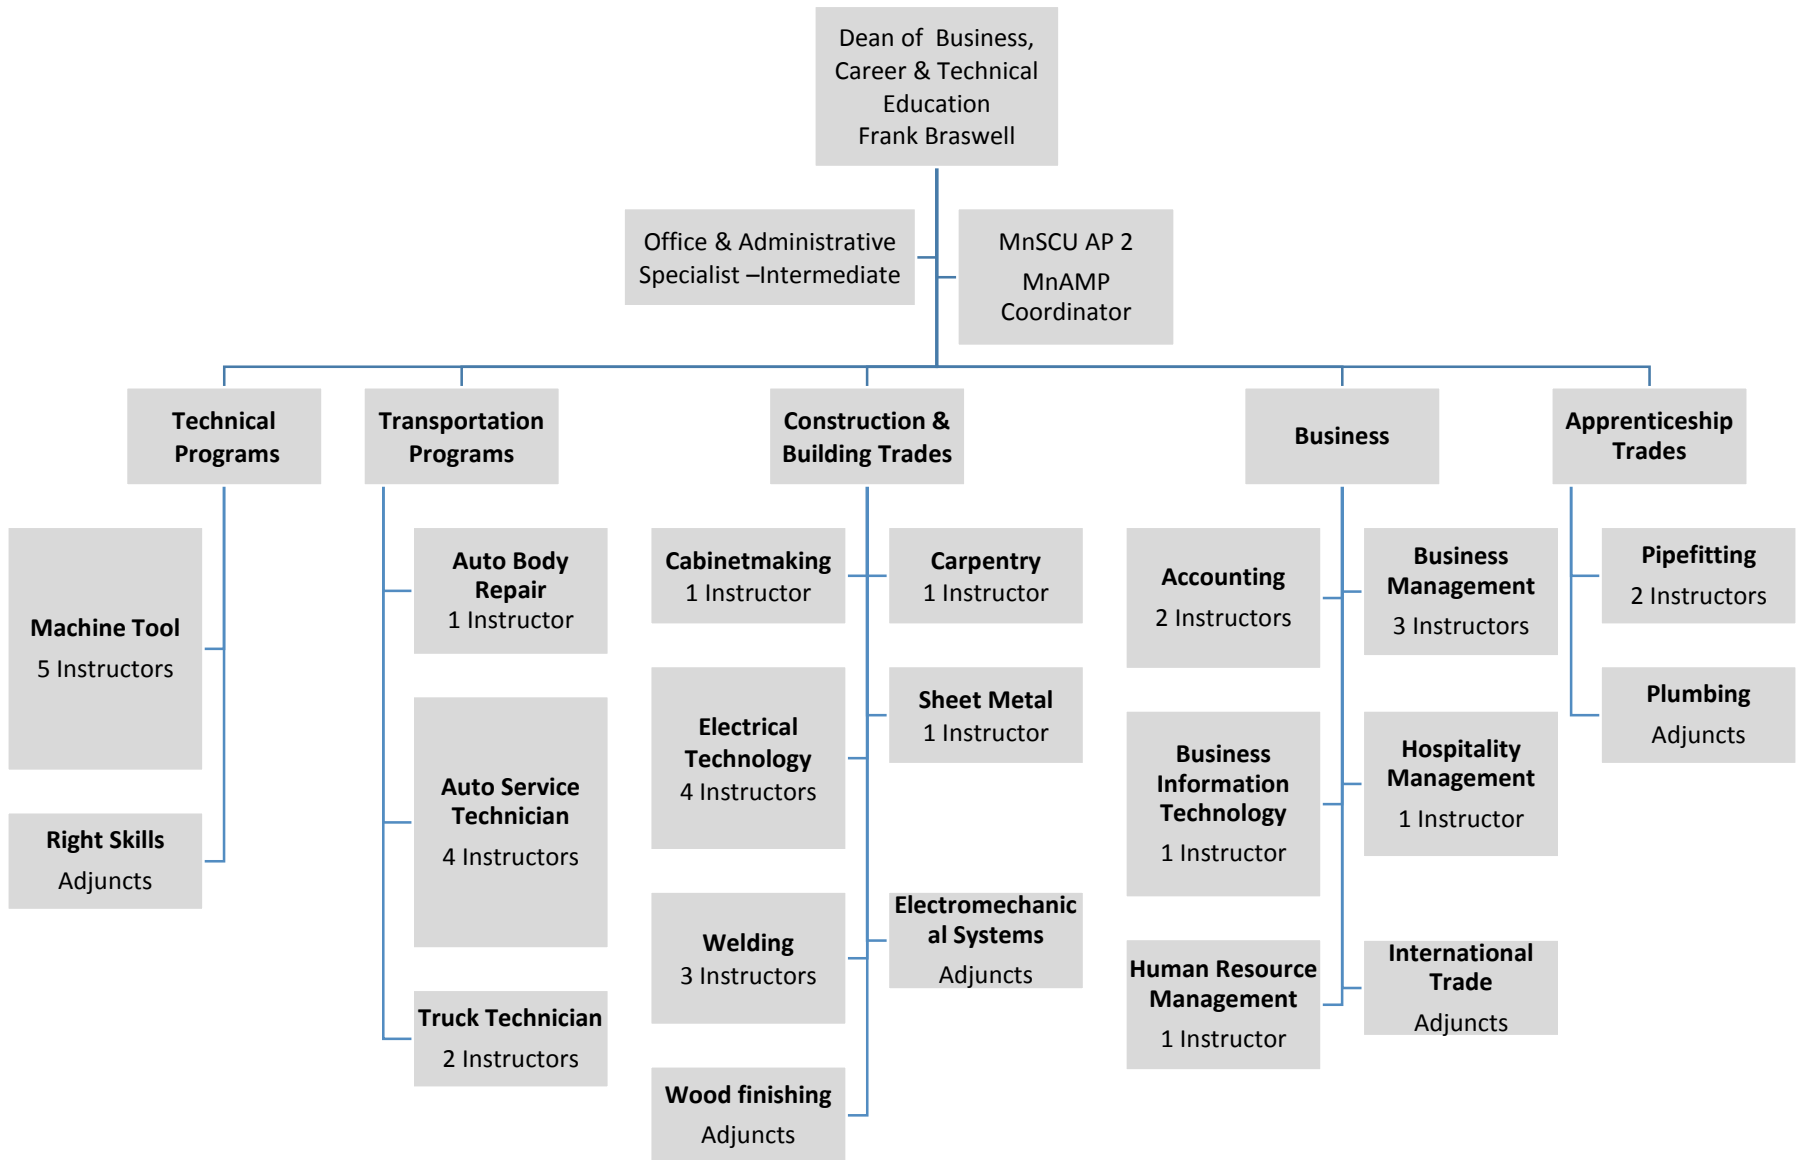 Dean of  Business,
Career & Technical
Education
Frank Braswell
Office & Administrative
Specialist –Intermediate
MnSCU AP 2
MnAMP
Coordinator
Technical
Programs
Transportation
Programs
Construction &
Building Trades
Business
Apprenticeship
Trades
Machine Tool
5 Instructors
Right Skills
Adjuncts
Auto Body
Repair
1 Instructor
Auto Service
Technician
4 Instructors
Truck Technician
2 Instructors
Cabinetmaking
1 Instructor
Carpentry
1 Instructor
Electrical
Technology
4 Instructors
Sheet Metal
1 Instructor
Welding
3 Instructors
Electromechanic
al Systems
Adjuncts
Wood finishing
Adjuncts
Accounting
2 Instructors
Business
Management
3 Instructors
Business
Information
Technology
1 Instructor
Hospitality
Management
1 Instructor
Human Resource
Management
1 Instructor
International
Trade
Adjuncts
Pipefitting
2 Instructors
Plumbing
Adjuncts